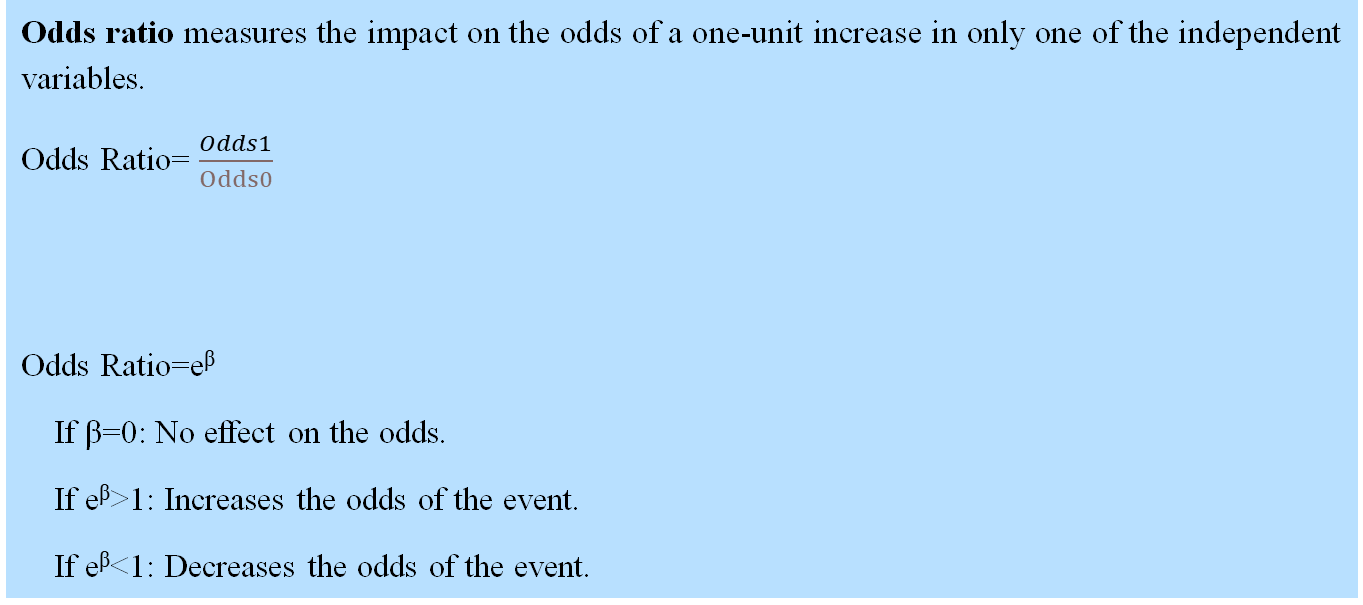 Odds ratio measures the impact on the odds of a one-unit increase in only one of the independent
variables.
Odds Ratio= Odds1
Odds0
Odds Ratio=eᵝ
If β=0: No effect on the odds.
If eᵝ>1: Increases the odds of the event.
If eᵝ<1: Decreases the odds of the event.